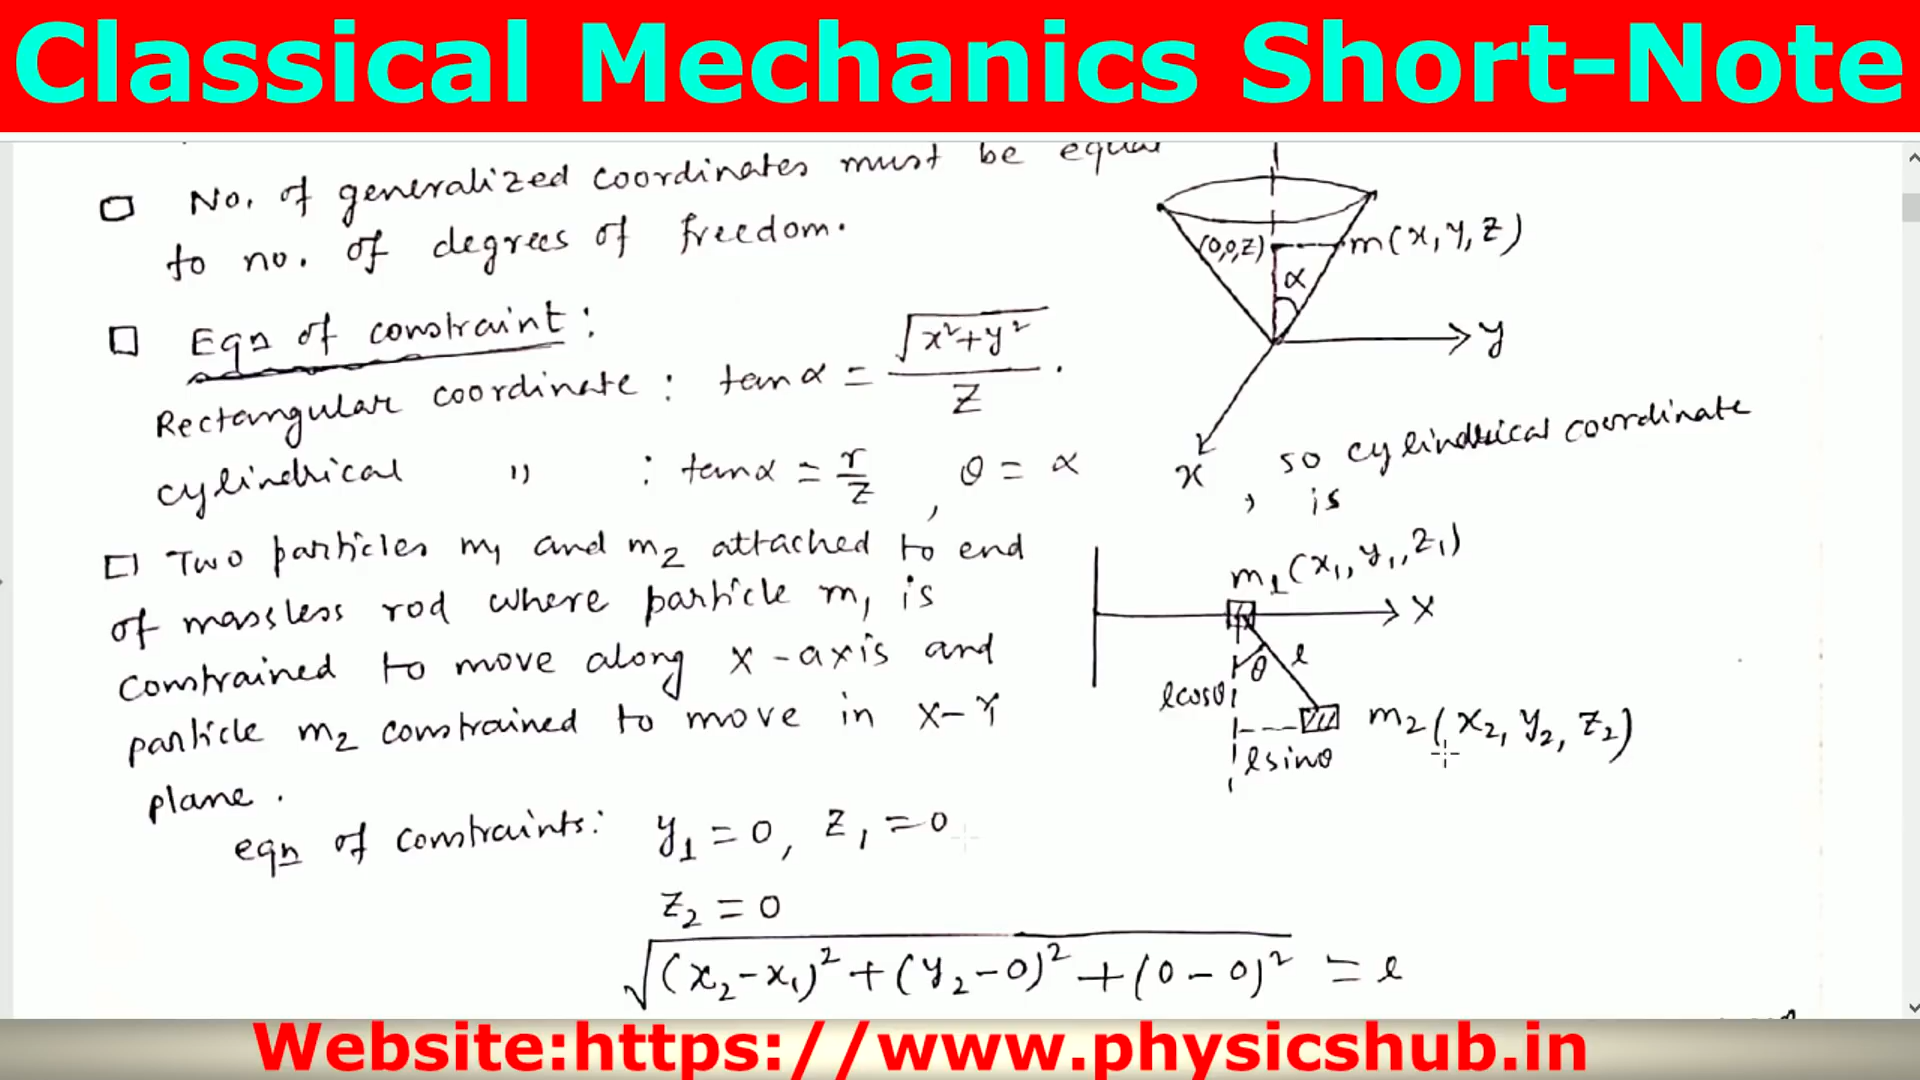 Classical Mechanics Short-Note
No. of generalized coordinates must be equal
to no. of degrees of freedom.
(0,0,Z) m(x, y, z)
α
y
x
Eqn of constraint:
Rectangular coordinate : tan α = √(x²+y²) / Z .
cylindrical " : tan α = r/z , θ = α , so cylindrical coordinate
, is
Two particles m1 and m2 attached to end
of massless rod where particle m1 is
constrained to move along X-axis and
particle m2 constrained to move in X-Y
plane.
m1(x1, y1, z1)
X
θ l
lcosθ
m2(x2, y2, z2)
lsinθ
eqn of constraints: y1 = 0, z1 = 0
z2 = 0
√((x2-x1)² + (y2-0)² + (0-0)²) = l
Website:https://www.physicshub.in